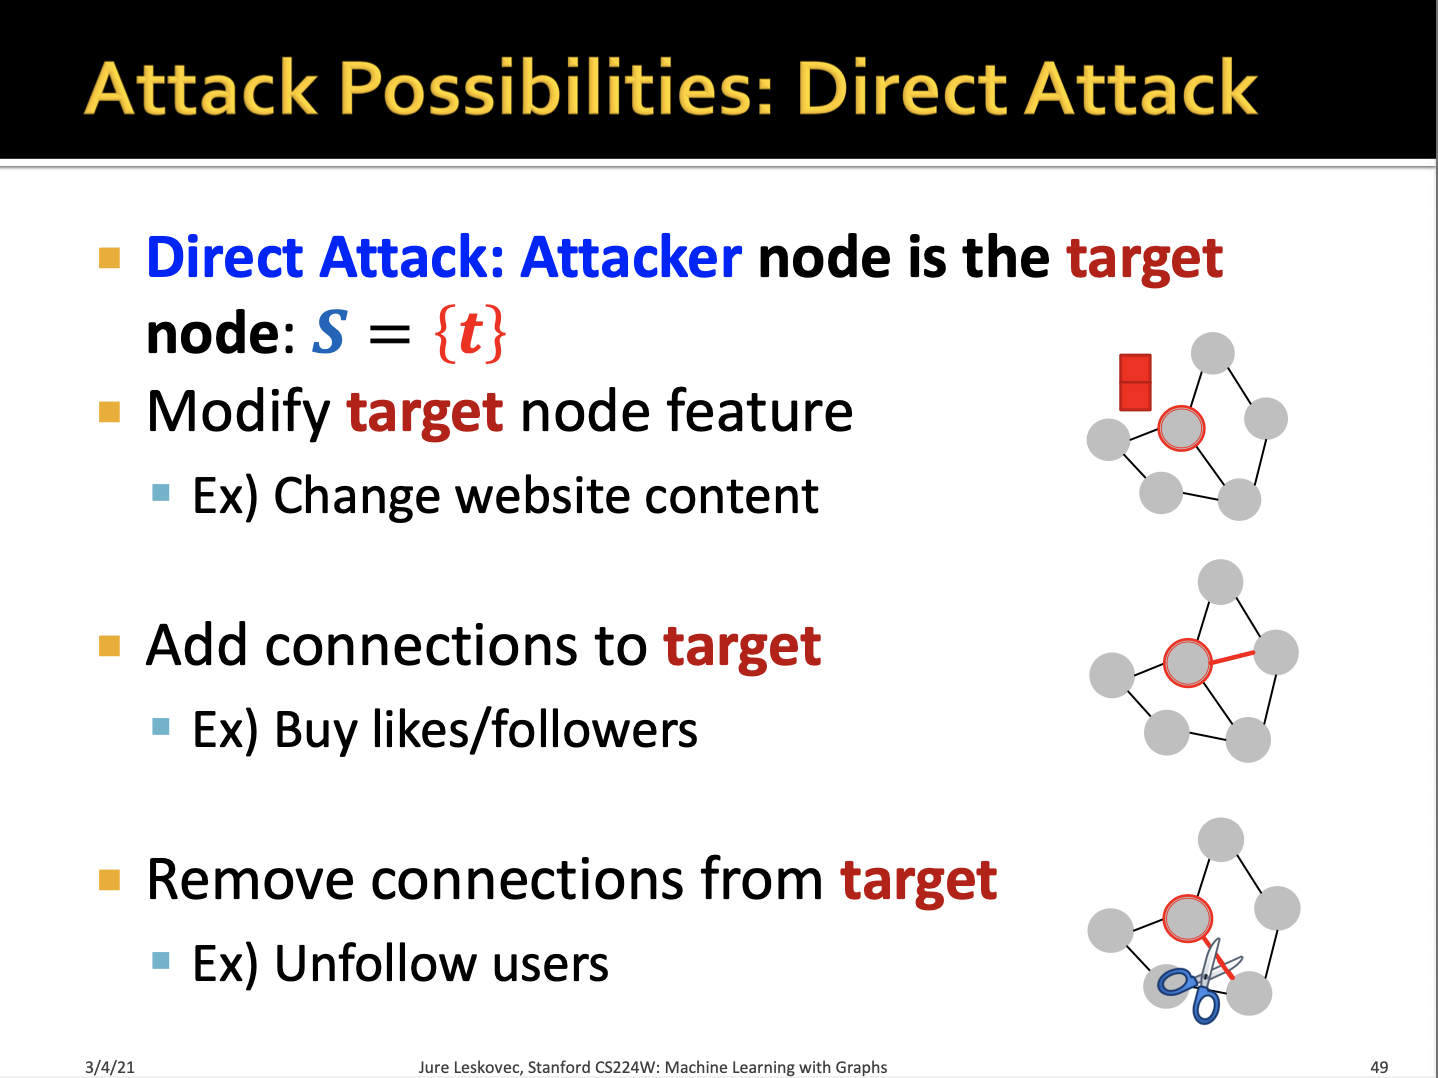 Attack Possibilities: Direct Attack
Direct Attack: Attacker node is the target
node: S = {t}
Modify target node feature
Ex) Change website content
Add connections to target
Ex) Buy likes/followers
Remove connections from target
Ex) Unfollow users
3/4/21
Jure Leskovec, Stanford CS224W: Machine Learning with Graphs
49